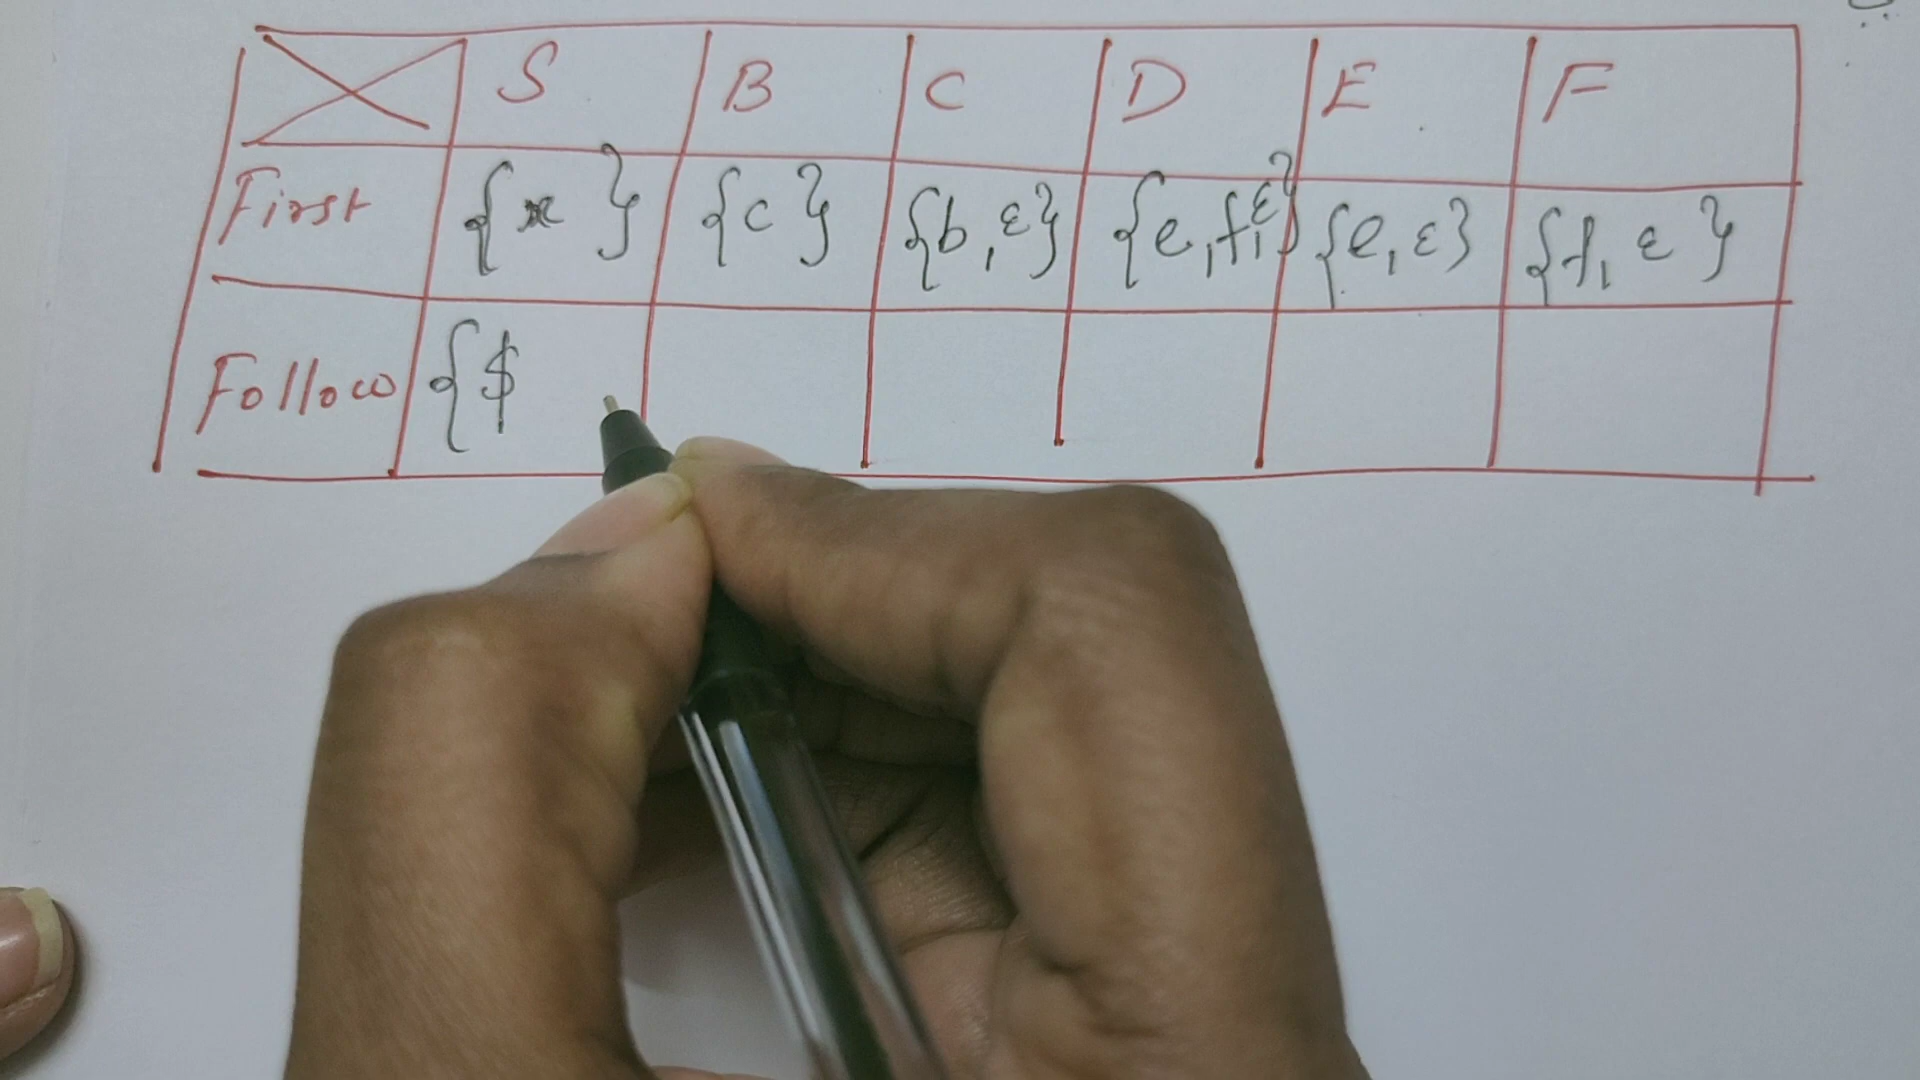 S B C D E F
First {x} {c} {b, ε} {e, f, ε} {e, ε} {f, ε}
Follow {$